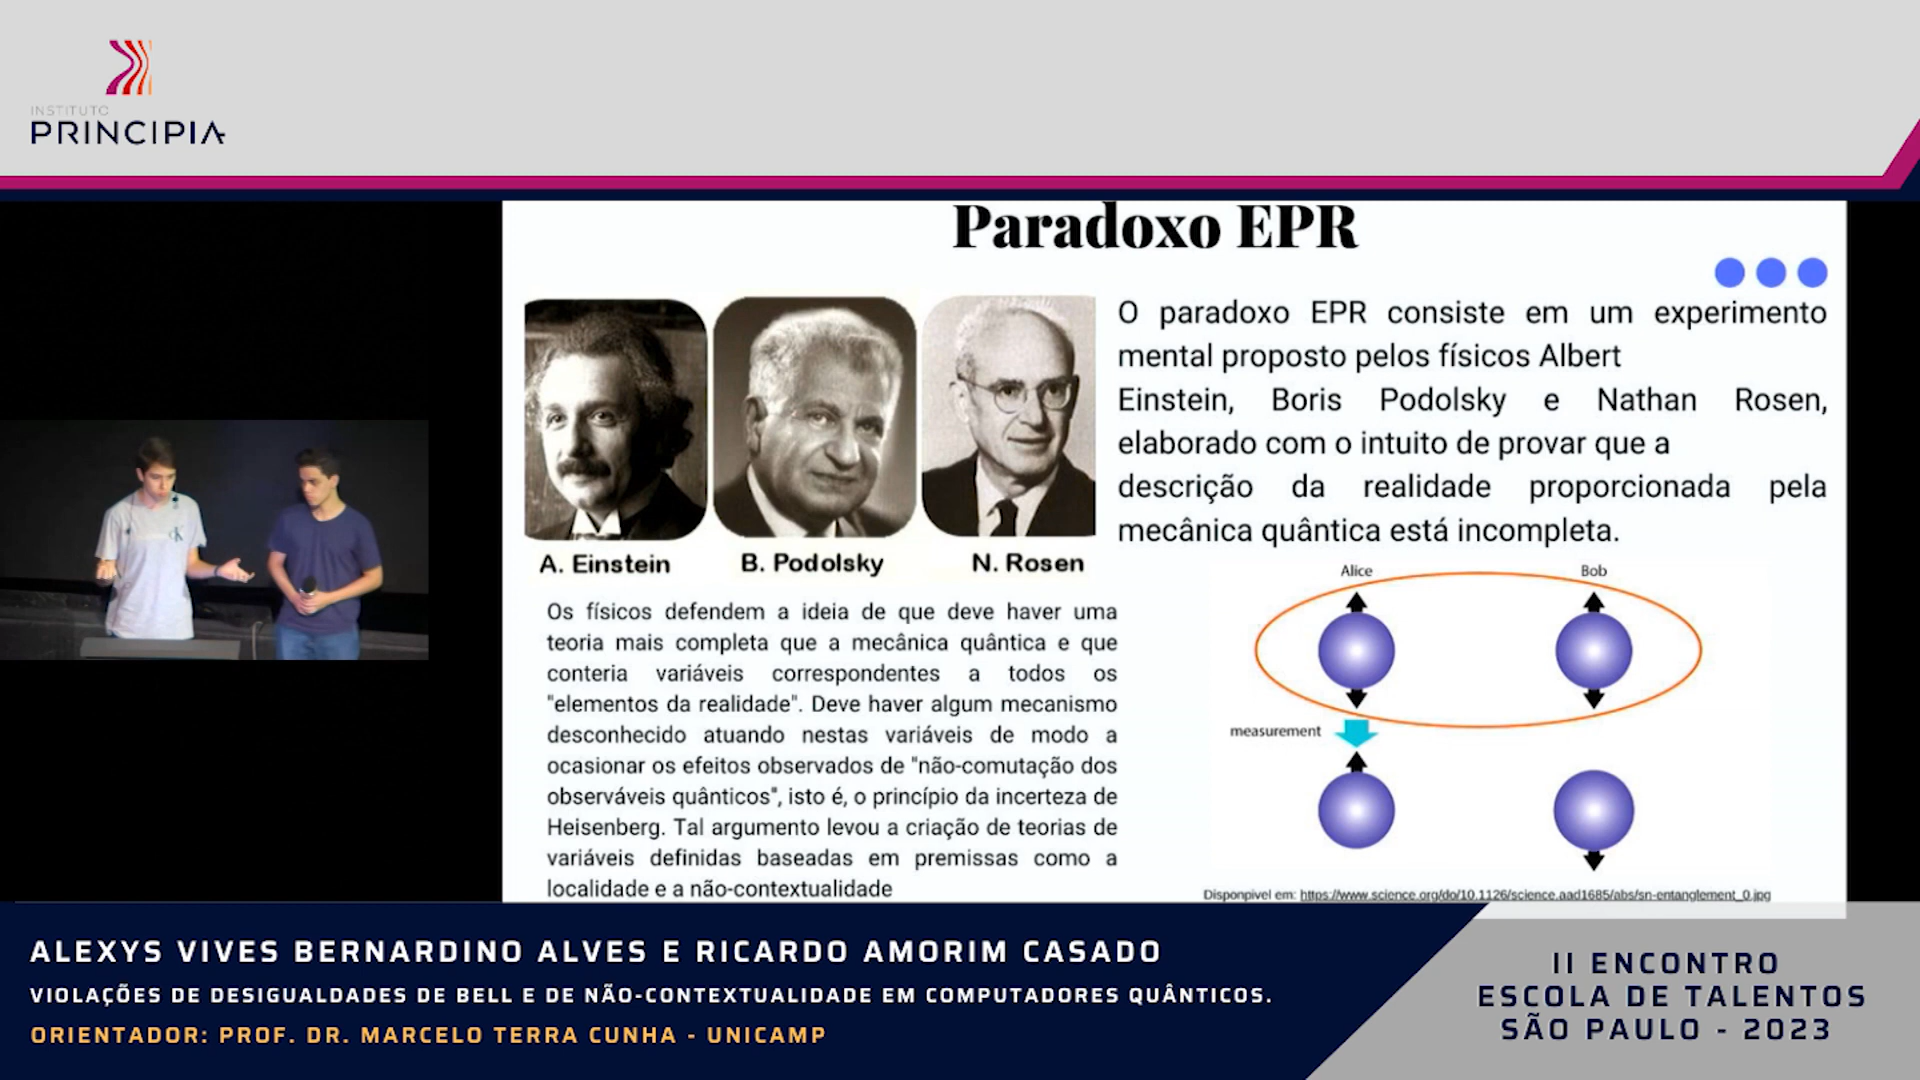 INSTITUTO
PRINCIPIA
Paradoxo EPR
A. Einstein
B. Podolsky
N. Rosen
O paradoxo EPR consiste em um experimento
mental proposto pelos físicos Albert
Einstein, Boris Podolsky e Nathan Rosen,
elaborado com o intuito de provar que a
descrição da realidade proporcionada pela
mecânica quântica está incompleta.
Os físicos defendem a ideia de que deve haver uma
teoria mais completa que a mecânica quântica e que
conteria variáveis correspondentes a todos os
"elementos da realidade". Deve haver algum mecanismo
desconhecido atuando nestas variáveis de modo a
ocasionar os efeitos observados de "não-comutação dos
observáveis quânticos", isto é, o princípio da incerteza de
Heisenberg. Tal argumento levou a criação de teorias de
variáveis definidas baseadas em premissas como a
localidade e a não-contextualidade
Alice
Bob
measurement
Disponpivel em: https://www.science.org/do/10.1126/science.aad1685/abs/sn-entanglement_0.jpg
CK
ALEXYS VIVES BERNARDINO ALVES E RICARDO AMORIM CASADO
VIOLAÇÕES DE DESIGUALDADES DE BELL E DE NÃO-CONTEXTUALIDADE EM COMPUTADORES QUÂNTICOS.
ORIENTADOR: PROF. DR. MARCELO TERRA CUNHA - UNICAMP
II ENCONTRO
ESCOLA DE TALENTOS
SÃO PAULO - 2023